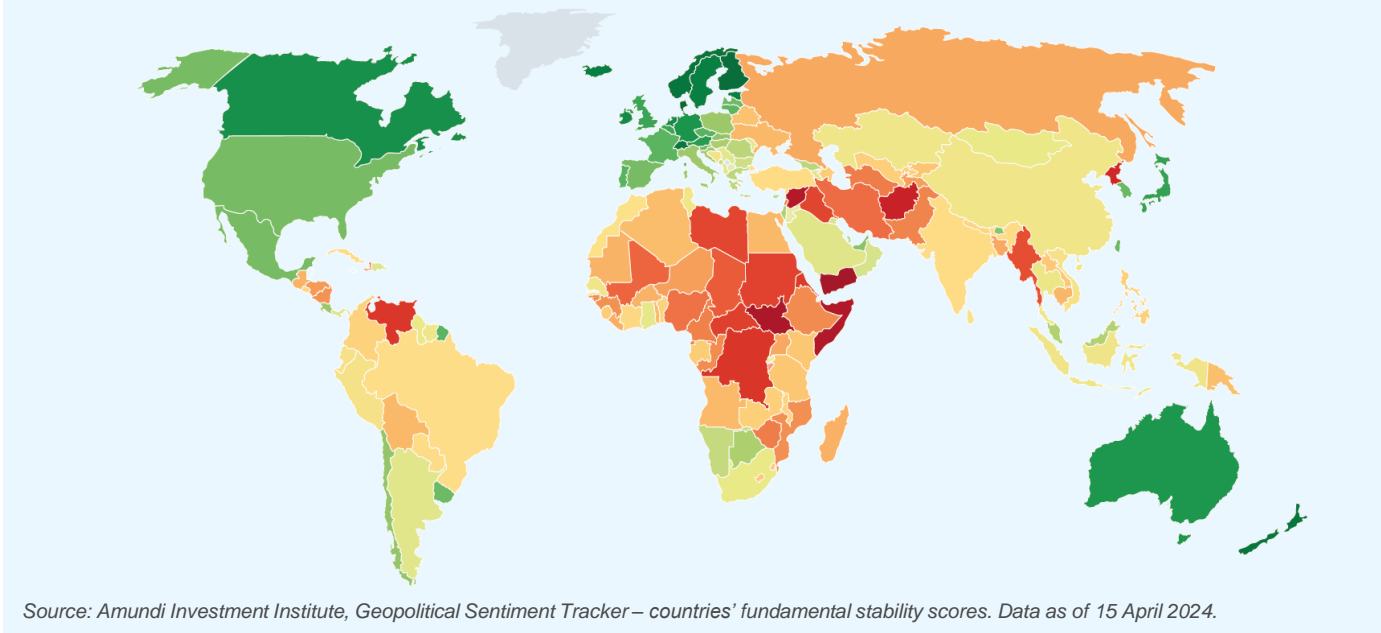 Source: Amundi Investment Institute, Geopolitical Sentiment Tracker – countries’ fundamental stability scores. Data as of 15 April 2024.